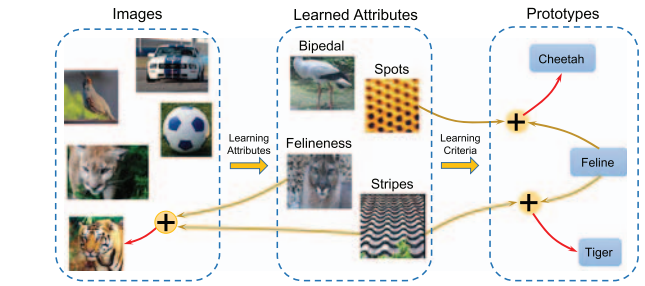 Images
Learned Attributes
Prototypes
Bipedal
Spots
Cheetah
Learning
Attributes
Felineness
Learning
Criteria
Feline
Stripes
Tiger